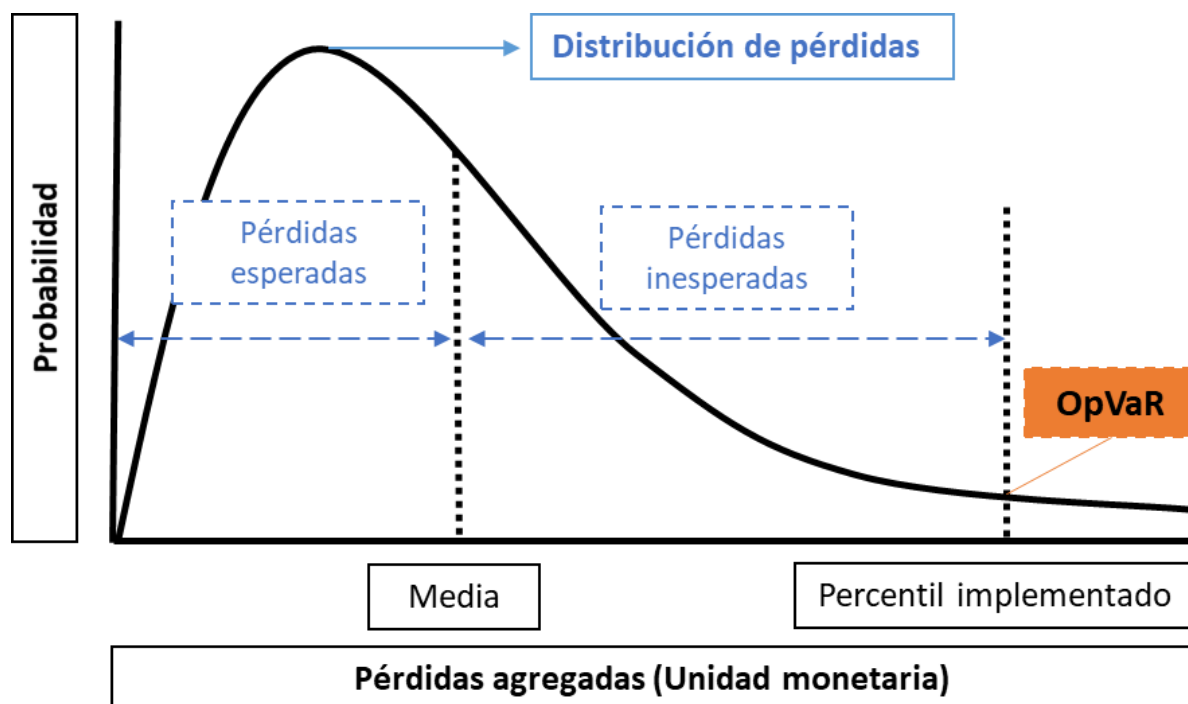 Distribución de pérdidas
Probabilidad
Pérdidas
esperadas
Pérdidas
inesperadas
OpVaR
Media
Percentil implementado
Pérdidas agregadas (Unidad monetaria)